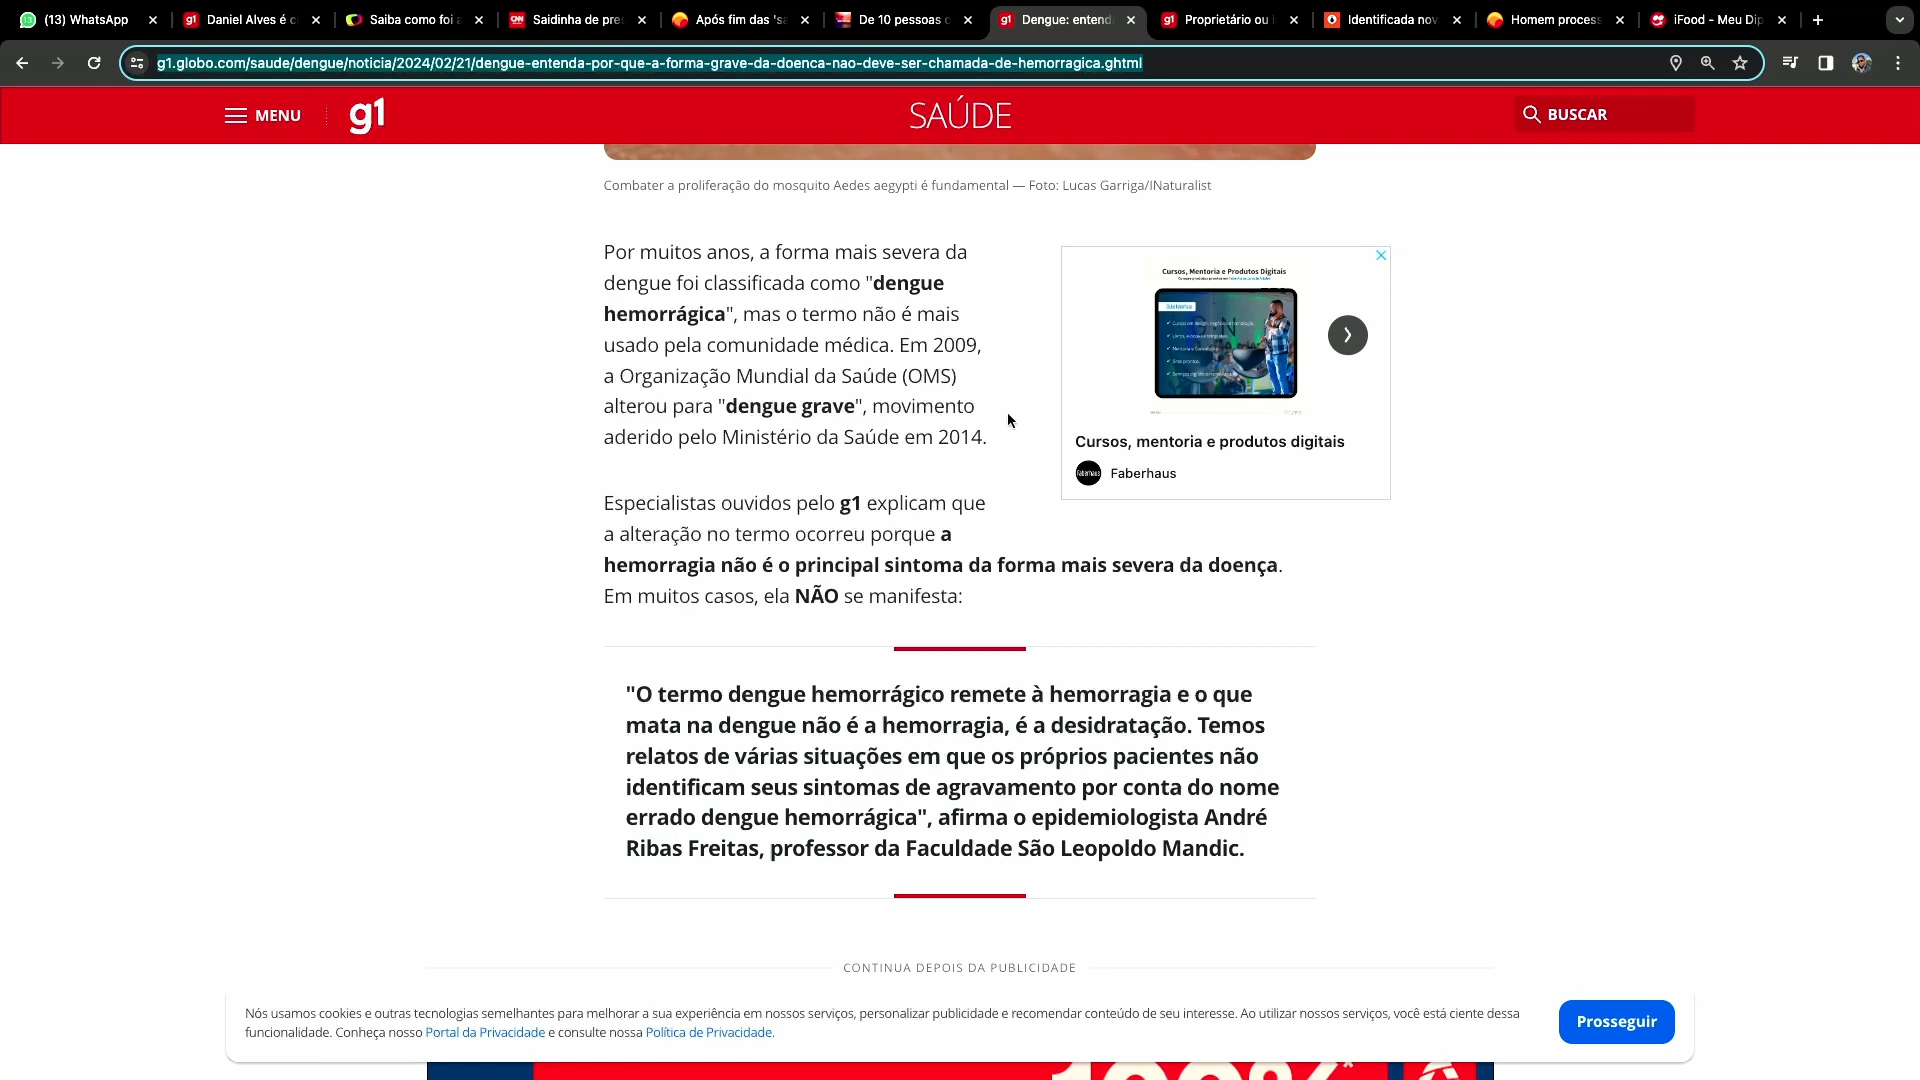 (13) WhatsApp
Daniel Alves é c
Saiba como foi a
Saidinha de pres
Após fim das 'sa
De 10 pessoas c
Dengue: entenda
Proprietário ou
Identificada nov
Homem process
iFood - Meu Dip
g1.globo.com/saude/dengue/noticia/2024/02/21/dengue-entenda-por-que-a-forma-grave-da-doenca-nao-deve-ser-chamada-de-hemorragica.ghtml
MENU
g1
SAÚDE
BUSCAR
Combater a proliferação do mosquito Aedes aegypti é fundamental — Foto: Lucas Garriga/INaturalist
Por muitos anos, a forma mais severa da
dengue foi classificada como "dengue
hemorrágica", mas o termo não é mais
usado pela comunidade médica. Em 2009,
a Organização Mundial da Saúde (OMS)
alterou para "dengue grave", movimento
aderido pelo Ministério da Saúde em 2014.
Cursos, Mentoria e Produtos Digitais
Cursos, mentoria e produtos digitais
Faberhaus
Especialistas ouvidos pelo g1 explicam que
a alteração no termo ocorreu porque a
hemorragia não é o principal sintoma da forma mais severa da doença.
Em muitos casos, ela NÃO se manifesta:
"O termo dengue hemorrágico remete à hemorragia e o que
mata na dengue não é a hemorragia, é a desidratação. Temos
relatos de várias situações em que os próprios pacientes não
identificam seus sintomas de agravamento por conta do nome
errado dengue hemorrágica", afirma o epidemiologista André
Ribas Freitas, professor da Faculdade São Leopoldo Mandic.
CONTINUA DEPOIS DA PUBLICIDADE
Nós usamos cookies e outras tecnologias semelhantes para melhorar a sua experiência em nossos serviços, personalizar publicidade e recomendar conteúdo de seu interesse. Ao utilizar nossos serviços, você está ciente dessa
funcionalidade. Conheça nosso Portal da Privacidade e consulte nossa Política de Privacidade.
Prosseguir
100%*